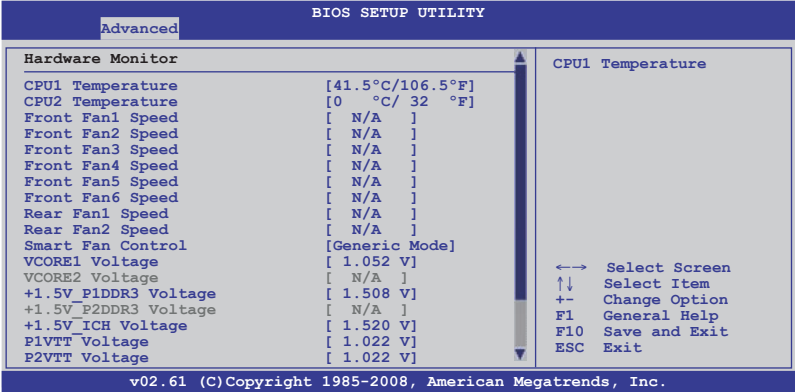 BIOS SETUP UTILITY
Advanced
Hardware Monitor
CPU1 Temperature [41.5ºC/106.5ºF]
CPU2 Temperature [0 ºC/ 32 ºF]
Front Fan1 Speed [ N/A ]
Front Fan2 Speed [ N/A ]
Front Fan3 Speed [ N/A ]
Front Fan4 Speed [ N/A ]
Front Fan5 Speed [ N/A ]
Front Fan6 Speed [ N/A ]
Rear Fan1 Speed [ N/A ]
Rear Fan2 Speed [ N/A ]
Smart Fan Control [Generic Mode]
VCORE1 Voltage [ 1.052 V]
VCORE2 Voltage [ N/A ]
+1.5V_P1DDR3 Voltage [ 1.508 V]
+1.5V_P2DDR3 Voltage [ N/A ]
+1.5V_ICH Voltage [ 1.520 V]
P1VTT Voltage [ 1.022 V]
P2VTT Voltage [ 1.022 V]
CPU1 Temperature
←→ Select Screen
↑↓ Select Item
+- Change Option
F1 General Help
F10 Save and Exit
ESC Exit
v02.61 (C)Copyright 1985-2008, American Megatrends, Inc.